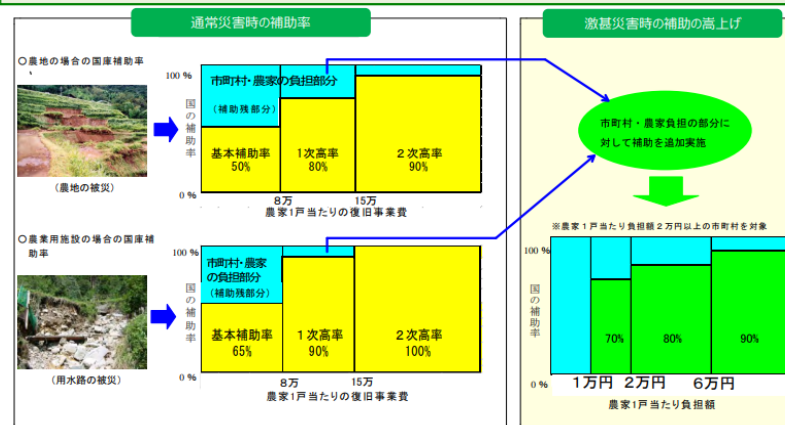 通常災害時の補助率
○農地の場合の国庫補助率
、
(農地の被災)
100 %
国の補助率
0 %
市町村・農家の負担部分
(補助残部分)
基本補助率
50%
1次高率
80%
2次高率
90%
8万
15万
農家1戸当たりの復旧事業費
○農業用施設の場合の国庫補
助率
(用水路の被災)
100 %
国の補助率
0 %
市町村・農家
の負担部分
(補助残部分)
基本補助率
65%
1次高率
90%
2次高率
100%
8万
15万
農家1戸当たりの復旧事業費
激甚災害時の補助の嵩上げ
市町村・農家負担の部分に
対して補助を追加実施
※農家1戸当たり負担額2万円以上の市町村を対象
100 %
国の補助率
0 %
70%
80%
90%
1万円
2万円
6万円
農家1戸当たり負担額